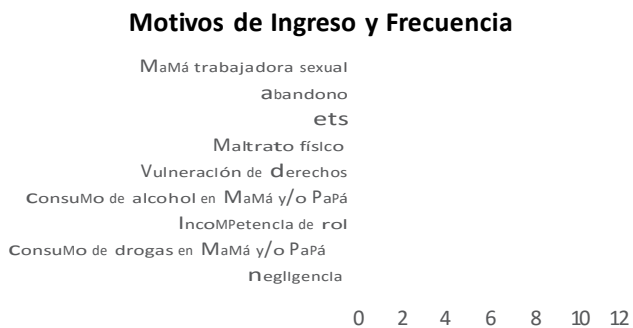 Motivos de Ingreso y Frecuencia
MaMá trabajadora sexual
abandono
ets
Maltrato físico
Vulneración de derechos
ConsuMo de alcohol en MaMá y/o PaPá
IncoMPetencia de rol
ConsuMo de drogas en MaMá y/o PaPá
negligencia
0 2 4 6 8 10 12